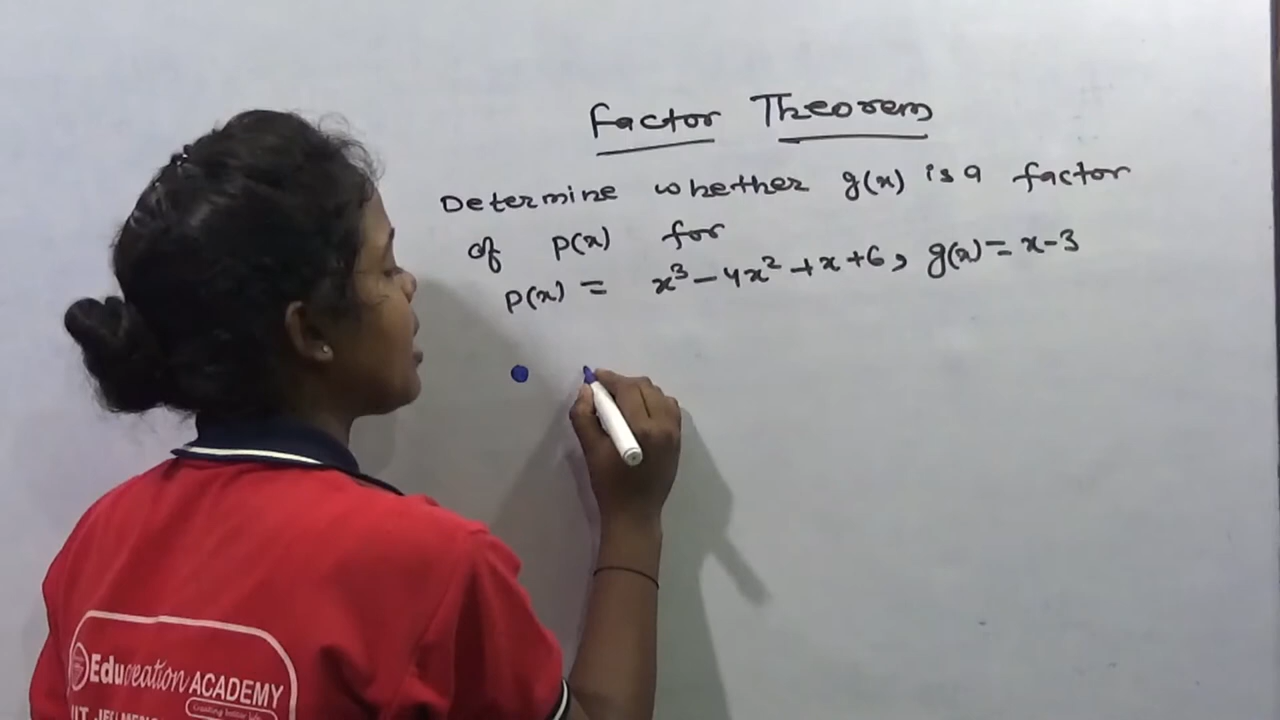 Factor Theorem
Determine whether g(x) is a factor
of p(x) for
p(x) = x³ - 4x² + x + 6, g(x) = x - 3
Educreation ACADEMY